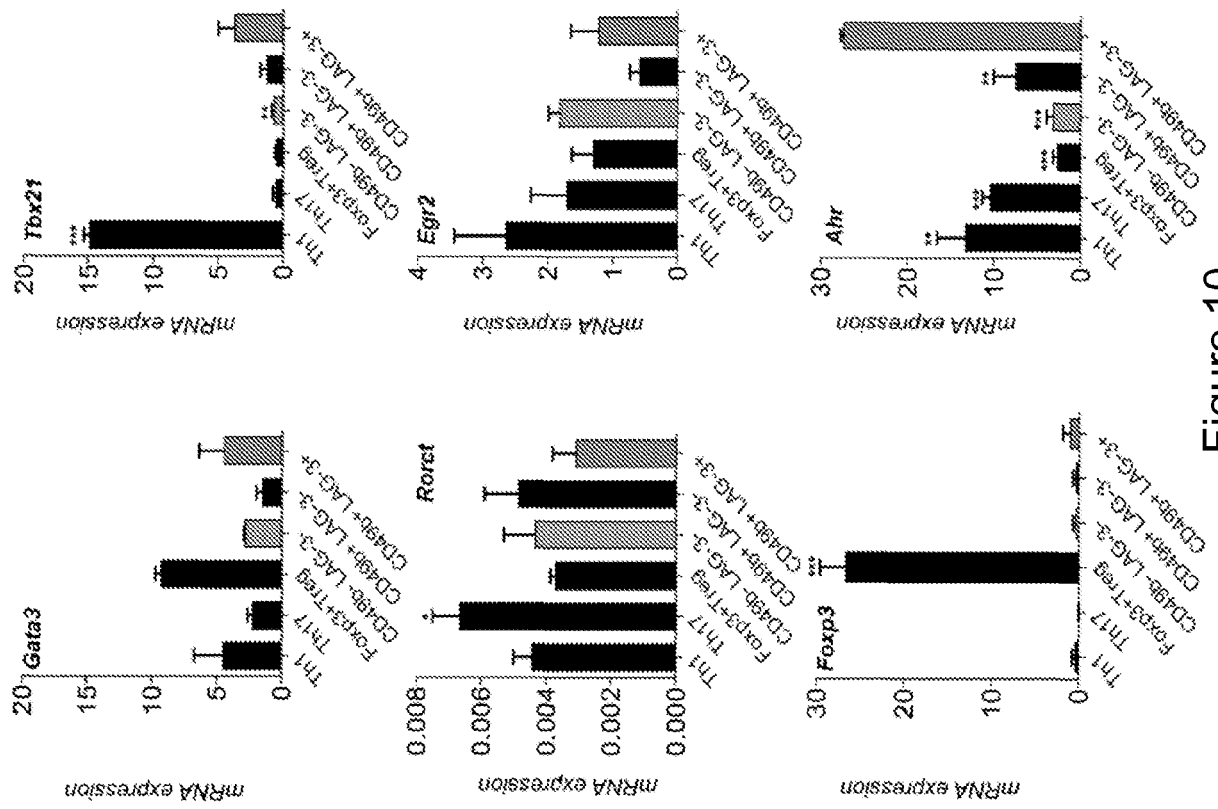 Gata3
mRNA expression
20
15
10
5
0
Th1
Th17
Foxp3+Treg
CD49b- LAG-3-
CD49b+ LAG-3-
CD49b+ LAG-3+
Tbx21
mRNA expression
20
15
10
5
0
***
**
Th1
Th17
Foxp3+Treg
CD49b- LAG-3-
CD49b+ LAG-3-
CD49b+ LAG-3+
Rorct
mRNA expression
0.008
0.006
0.004
0.002
0.000
*
Th1
Th17
Foxp3+Treg
CD49b- LAG-3-
CD49b+ LAG-3-
CD49b+ LAG-3+
Egr2
mRNA expression
4
3
2
1
0
Th1
Th17
Foxp3+Treg
CD49b- LAG-3-
CD49b+ LAG-3-
CD49b+ LAG-3+
Foxp3
mRNA expression
30
20
10
0
***
Th1
Th17
Foxp3+Treg
CD49b- LAG-3-
CD49b+ LAG-3-
CD49b+ LAG-3+
Ahr
mRNA expression
30
20
10
0
**
***
***
***
**
Th1
Th17
Foxp3+Treg
CD49b- LAG-3-
CD49b+ LAG-3-
CD49b+ LAG-3+